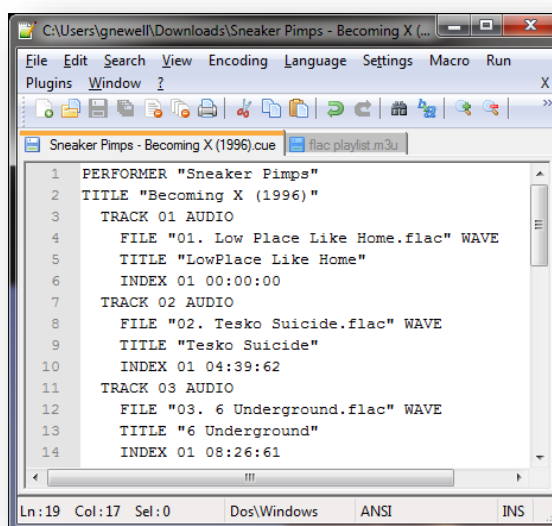 C:\Users\gnewell\Downloads\Sneaker Pimps - Becoming X (...
File Edit Search View Encoding Language Settings Macro Run
Plugins Window ? X
Sneaker Pimps - Becoming X (1996).cue flac playlist.m3u
1 PERFORMER "Sneaker Pimps"
2 TITLE "Becoming X (1996)"
3 TRACK 01 AUDIO
4 FILE "01. Low Place Like Home.flac" WAVE
5 TITLE "LowPlace Like Home"
6 INDEX 01 00:00:00
7 TRACK 02 AUDIO
8 FILE "02. Tesko Suicide.flac" WAVE
9 TITLE "Tesko Suicide"
10 INDEX 01 04:39:62
11 TRACK 03 AUDIO
12 FILE "03. 6 Underground.flac" WAVE
13 TITLE "6 Underground"
14 INDEX 01 08:26:61
Ln:19 Col:17 Sel:0 Dos\Windows ANSI INS